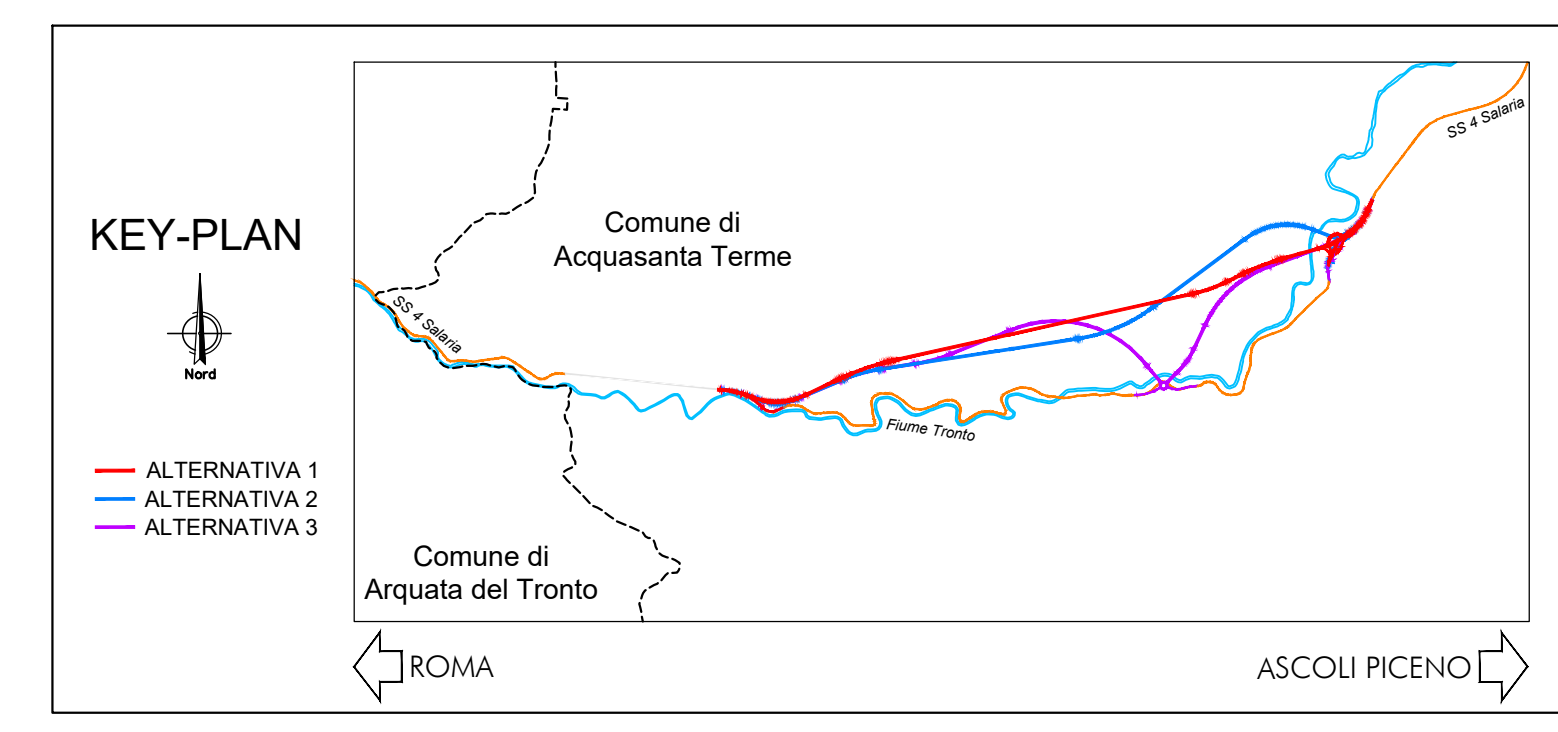 KEY-PLAN
Nord
ALTERNATIVA 1
ALTERNATIVA 2
ALTERNATIVA 3
Comune di
Acquasanta Terme
SS 4 Salaria
SS 4 Salaria
Fiume Tronto
Comune di
Arquata del Tronto
ROMA
ASCOLI PICENO